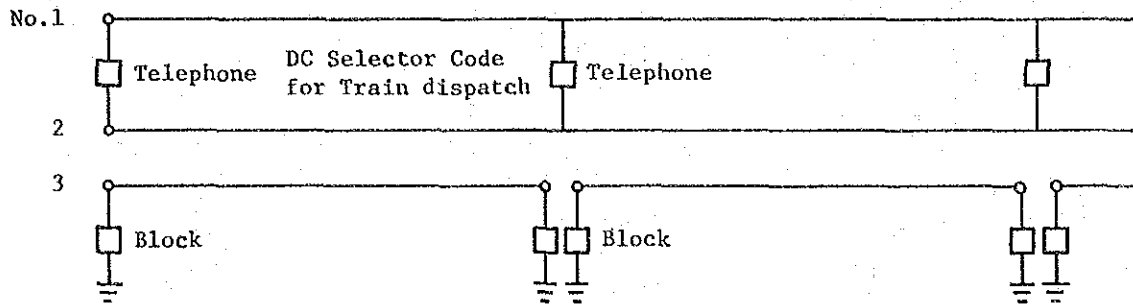 No.1
Telephone
DC Selector Code
for Train dispatch
Telephone
2
3
Block
Block